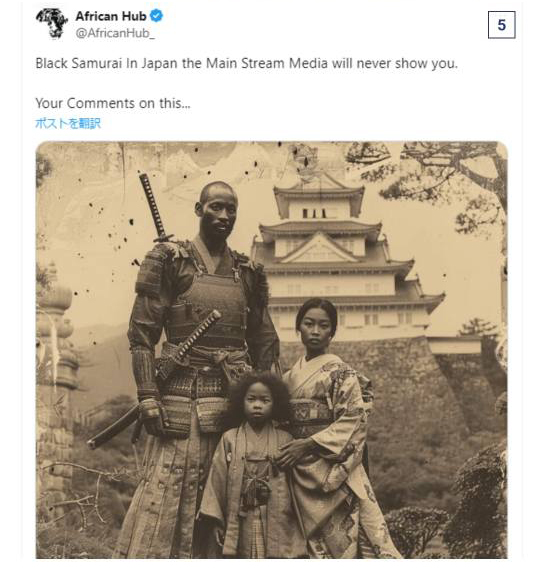 African Hub
@AfricanHub_
5
Black Samurai In Japan the Main Stream Media will never show you.
Your Comments on this...
ポストを翻訳